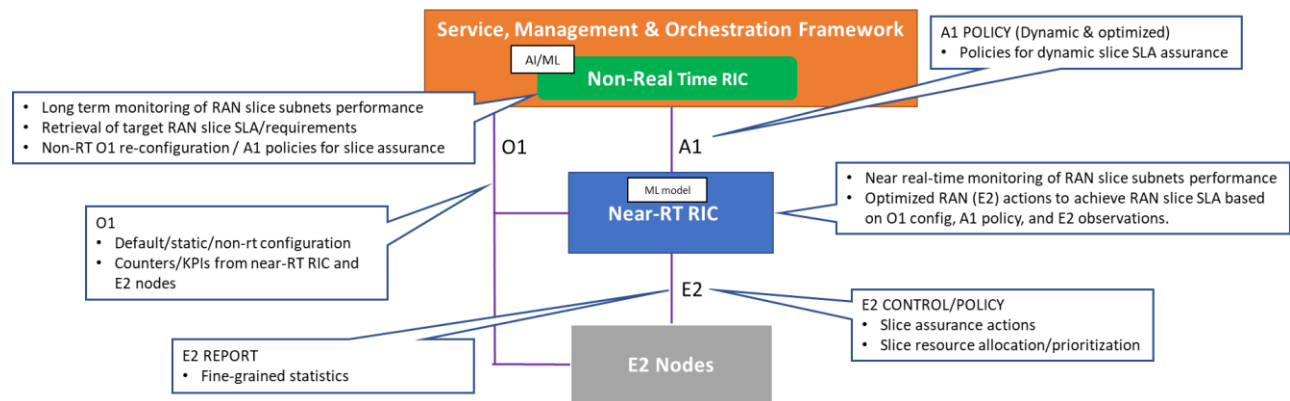 Service, Management & Orchestration Framework
AI/ML
Non-Real Time RIC
A1 POLICY (Dynamic & optimized)
• Policies for dynamic slice SLA assurance
• Long term monitoring of RAN slice subnets performance
• Retrieval of target RAN slice SLA/requirements
• Non-RT O1 re-configuration / A1 policies for slice assurance
O1
A1
ML model
Near-RT RIC
• Near real-time monitoring of RAN slice subnets performance
• Optimized RAN (E2) actions to achieve RAN slice SLA based
on O1 config, A1 policy, and E2 observations.
O1
• Default/static/non-rt configuration
• Counters/KPIs from near-RT RIC and
E2 nodes
E2
E2 CONTROL/POLICY
• Slice assurance actions
• Slice resource allocation/prioritization
E2 REPORT
• Fine-grained statistics
E2 Nodes